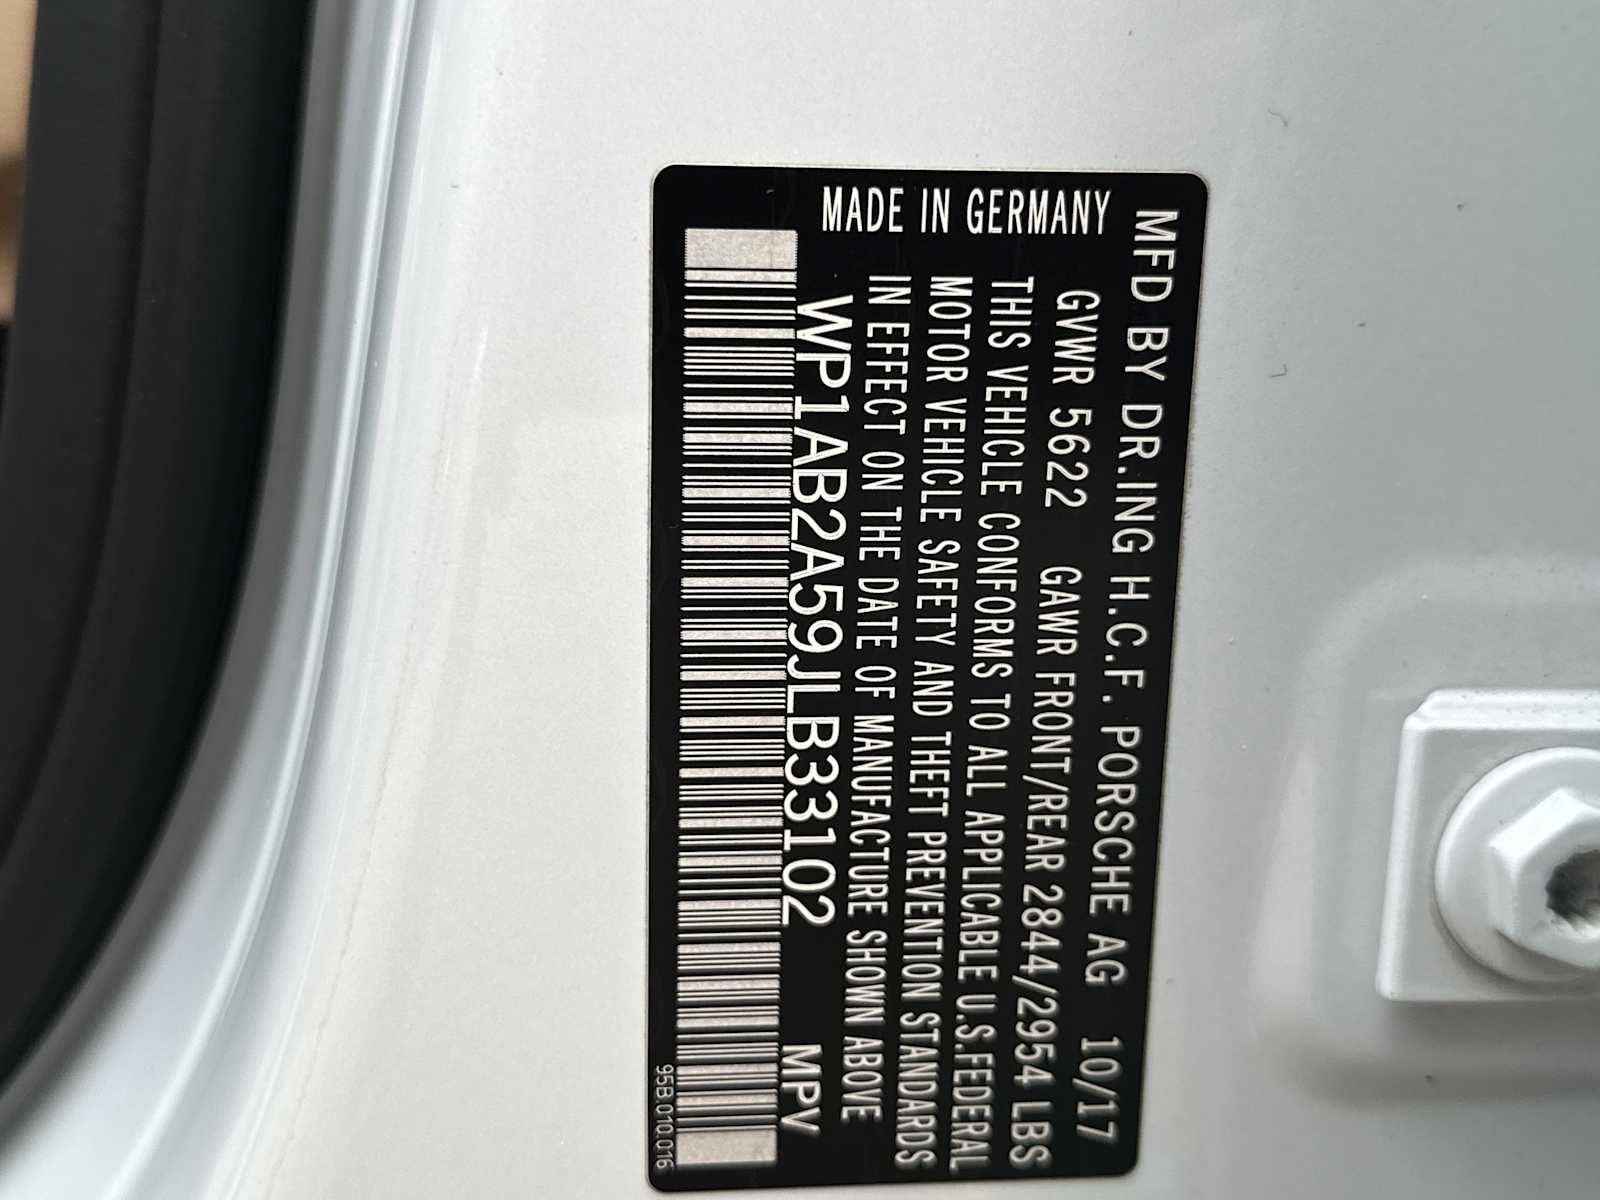 MFD BY DR.ING H.C.F. PORSCHE AG 10/17
GVWR 5622 GAWR FRONT/REAR 2844/2954 LBS
THIS VEHICLE CONFORMS TO ALL APPLICABLE U.S.FEDERAL
MOTOR VEHICLE SAFETY AND THEFT PREVENTION STANDARDS
IN EFFECT ON THE DATE OF MANUFACTURE SHOWN ABOVE
MADE IN GERMANY
WP1AB2A59JLB33102 MPV
95B.010.016